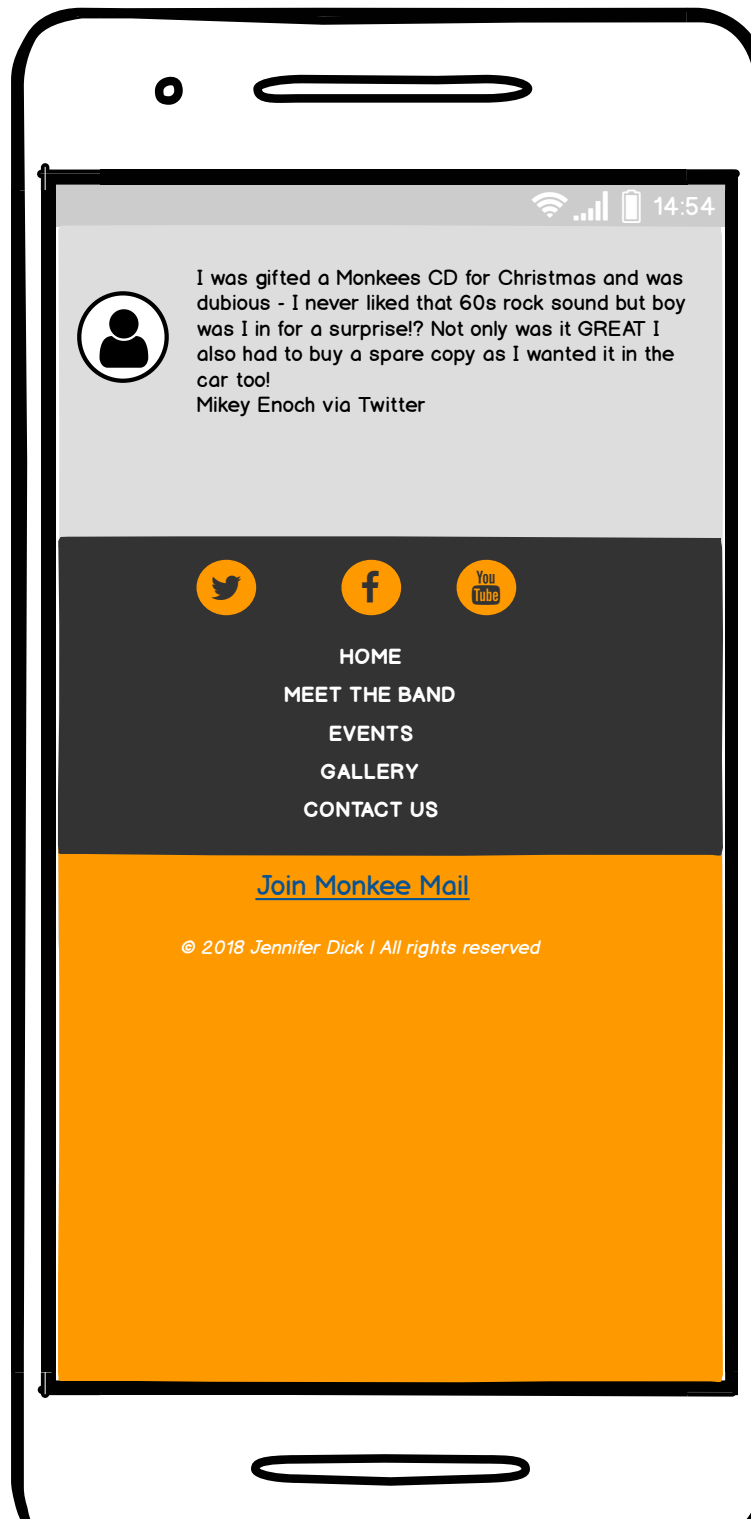 14:54
I was gifted a Monkees CD for Christmas and was
dubious - I never liked that 60s rock sound but boy
was I in for a surprise!? Not only was it GREAT I
also had to buy a spare copy as I wanted it in the
car too!
Mikey Enoch via Twitter
You
Tube
HOME
MEET THE BAND
EVENTS
GALLERY
CONTACT US
Join Monkee Mail
© 2018 Jennifer Dick | All rights reserved